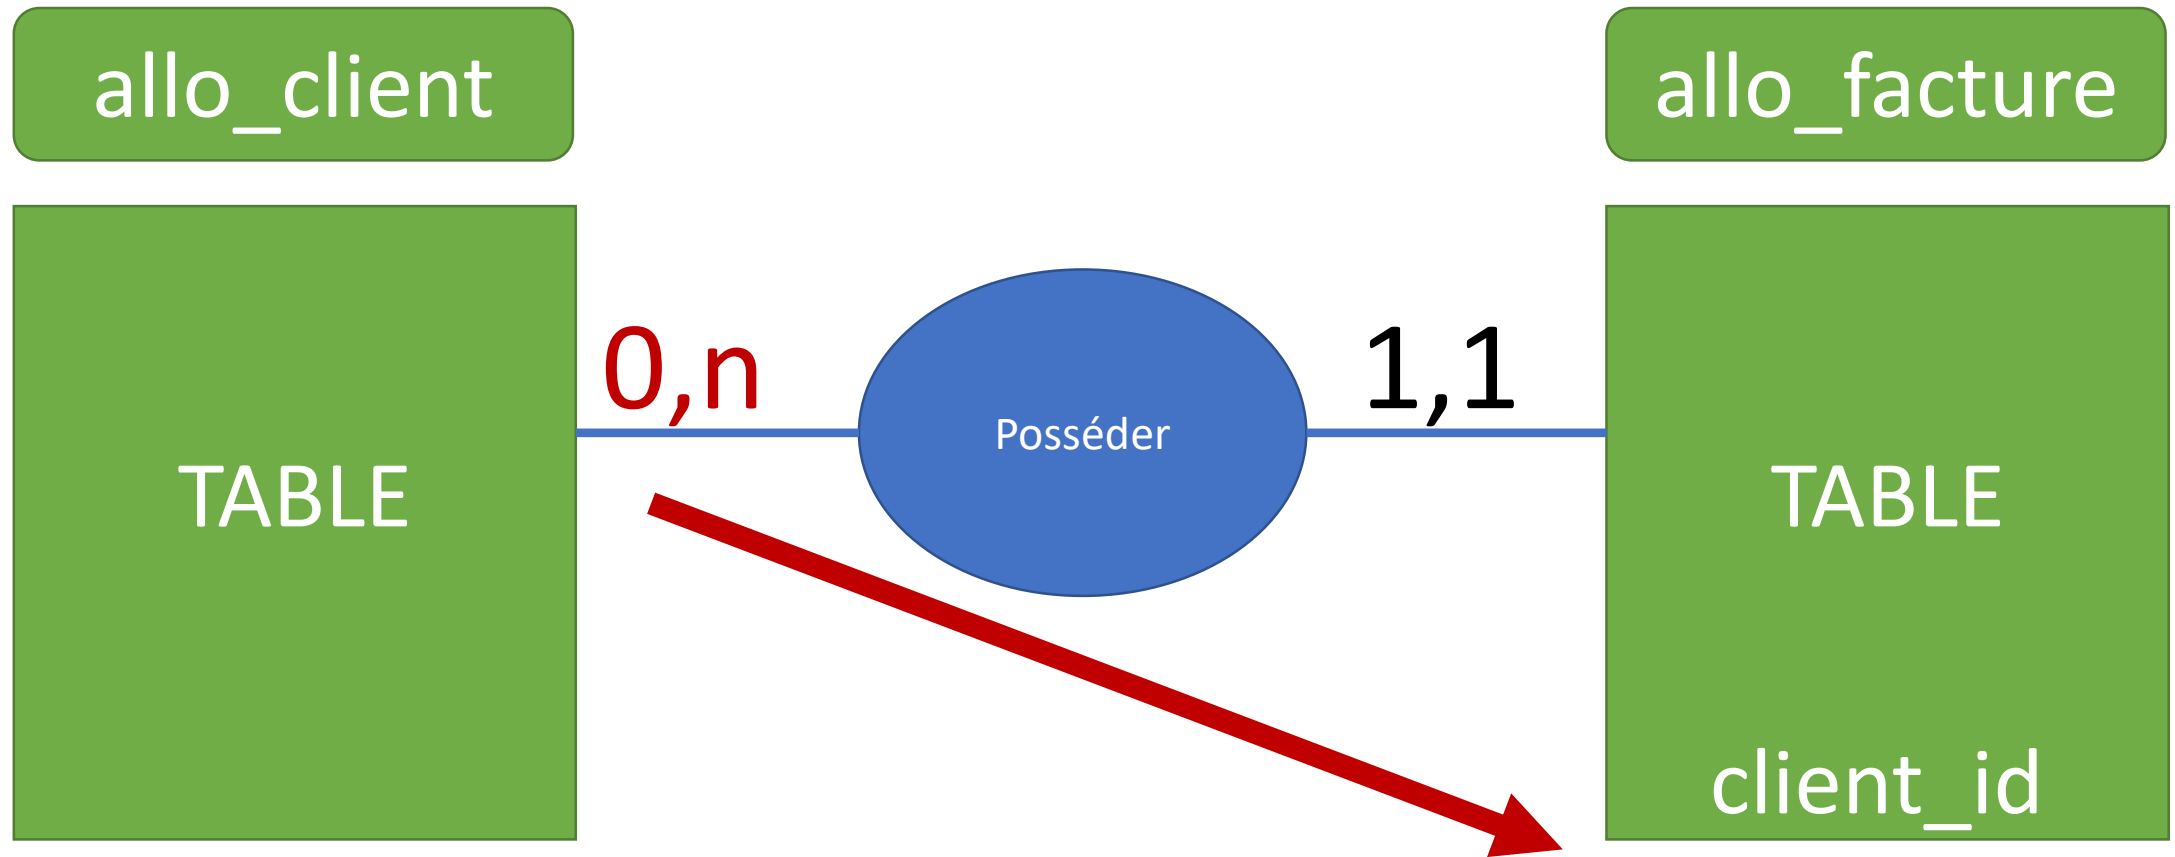 allo_client
allo_facture
0,n
1,1
Posséder
TABLE
TABLE
client_id